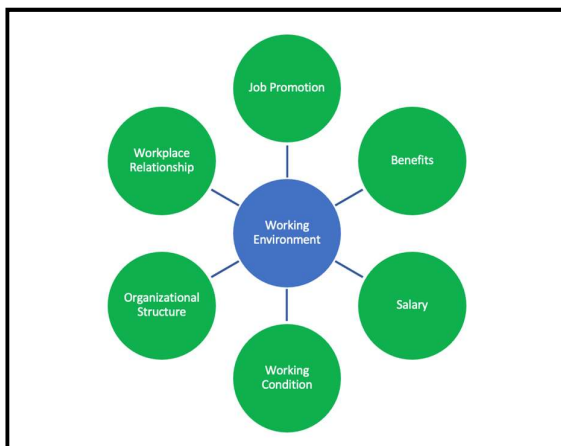 Job Promotion
Workplace
Relationship
Benefits
Working
Environment
Organizational
Structure
Salary
Working
Condition